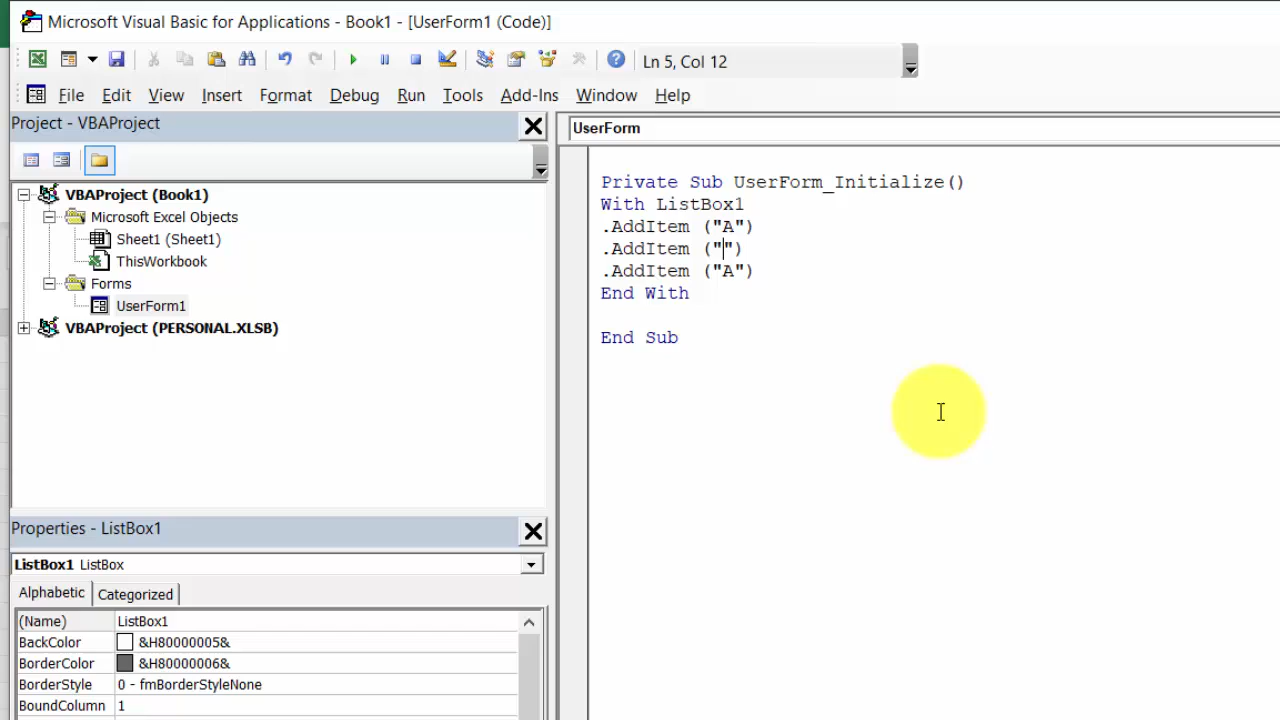 Microsoft Visual Basic for Applications - Book1 - [UserForm1 (Code)]
Ln 5, Col 12
File Edit View Insert Format Debug Run Tools Add-Ins Window Help
Project - VBAProject
VBAProject (Book1)
Microsoft Excel Objects
Sheet1 (Sheet1)
ThisWorkbook
Forms
UserForm1
VBAProject (PERSONAL.XLSB)
Properties - ListBox1
ListBox1 ListBox
Alphabetic Categorized
(Name) ListBox1
BackColor &H80000005&
BorderColor &H80000006&
BorderStyle 0 - fmBorderStyleNone
BoundColumn 1
UserForm
Private Sub UserForm_Initialize()
With ListBox1
.AddItem ("A")
.AddItem ("")
.AddItem ("A")
End With
End Sub